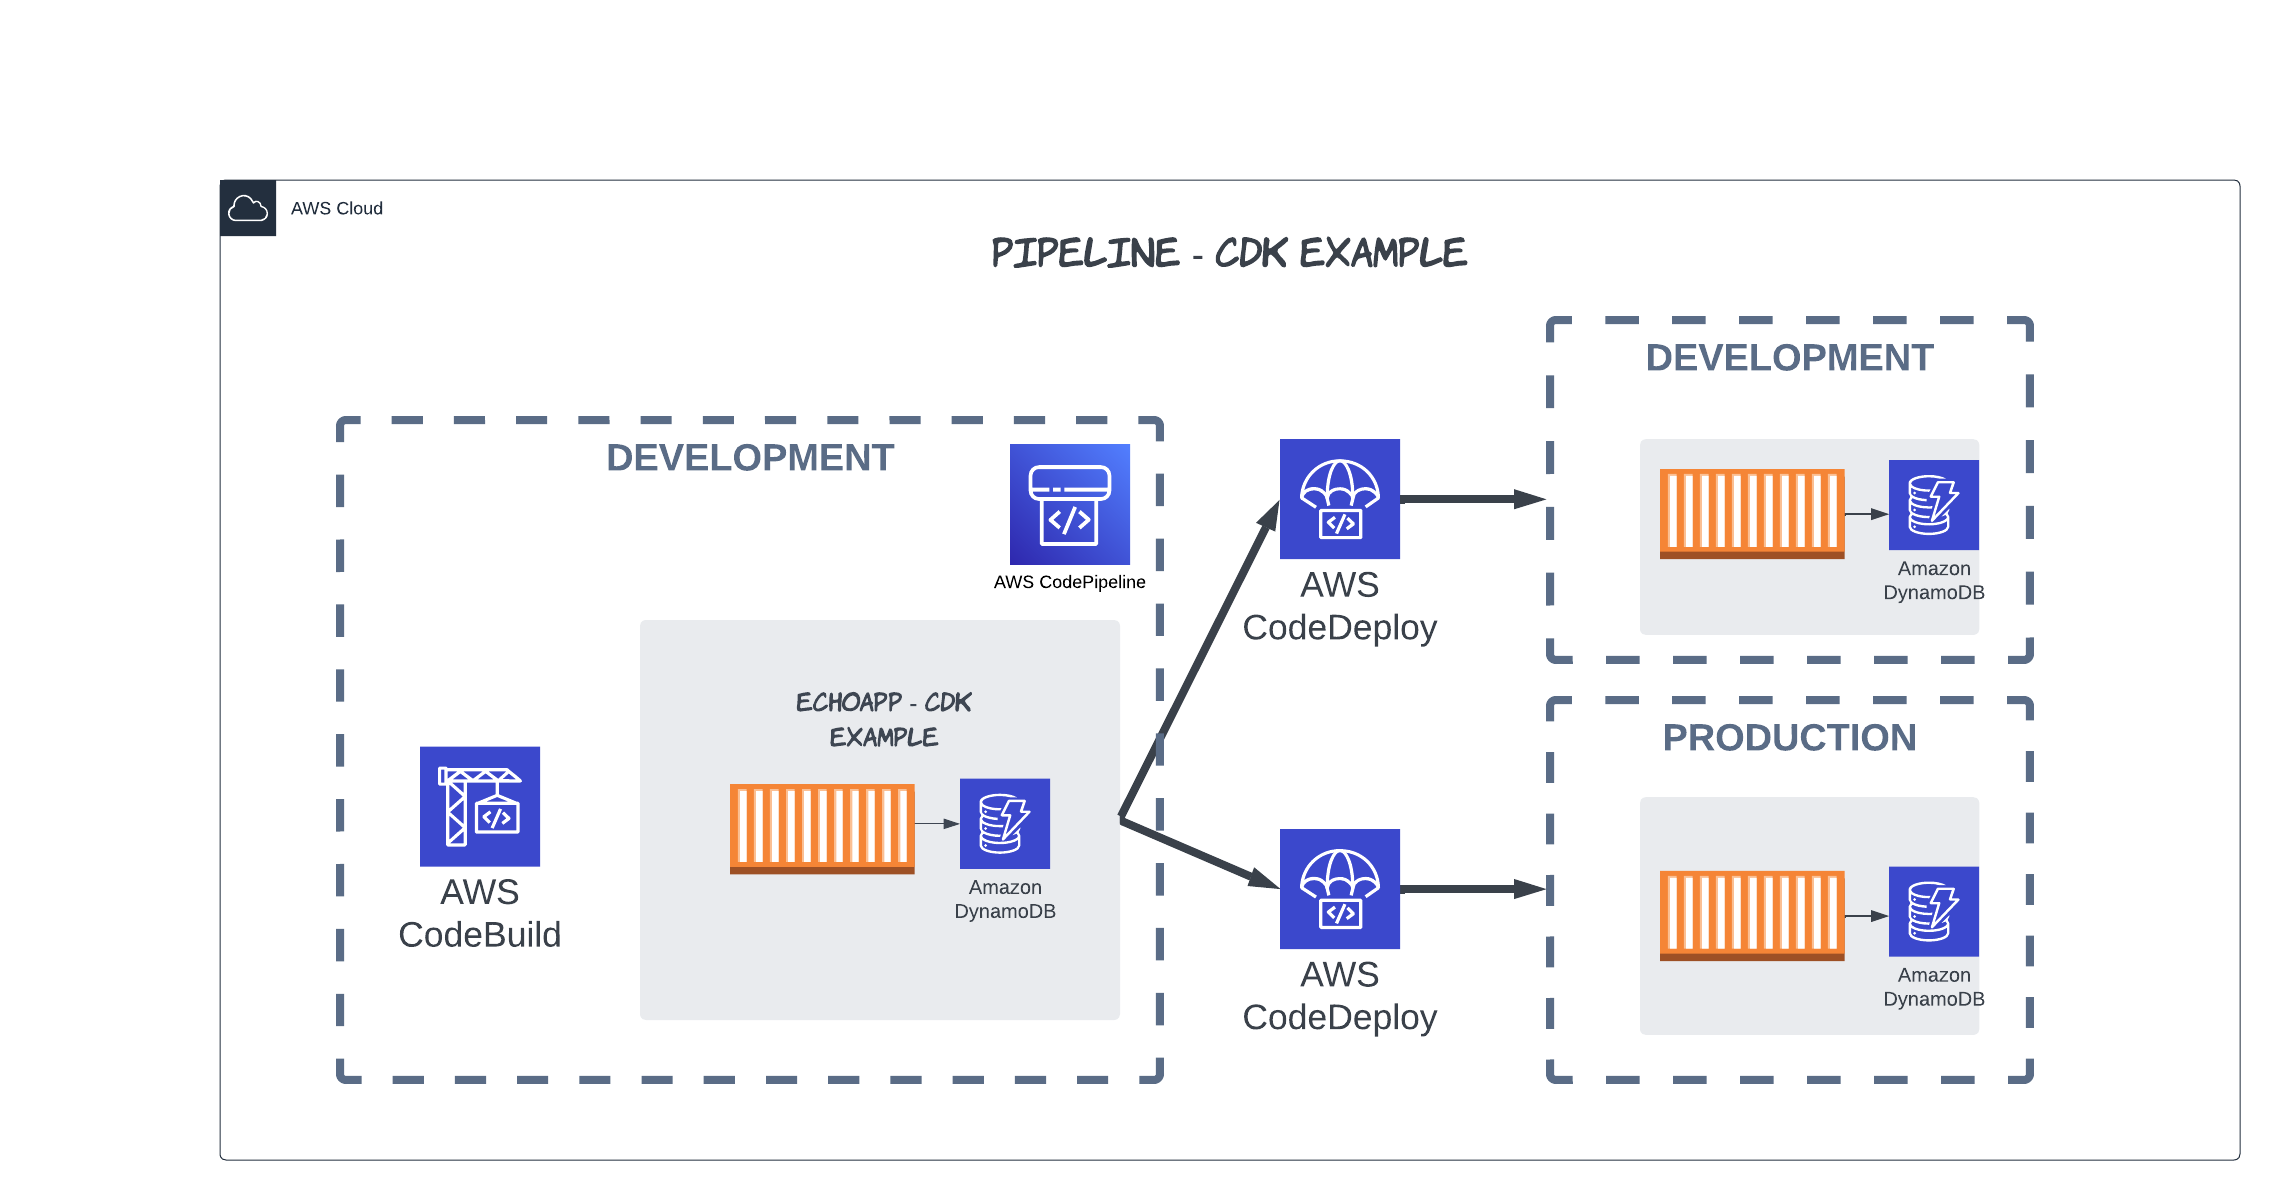 AWS Cloud
PIPELINE - CDK EXAMPLE
DEVELOPMENT
</>
AWS CodePipeline
ECHOAPP - CDK
EXAMPLE
Amazon
DynamoDB
</>
AWS
CodeBuild
</>
AWS
CodeDeploy
</>
AWS
CodeDeploy
DEVELOPMENT
Amazon
DynamoDB
PRODUCTION
Amazon
DynamoDB